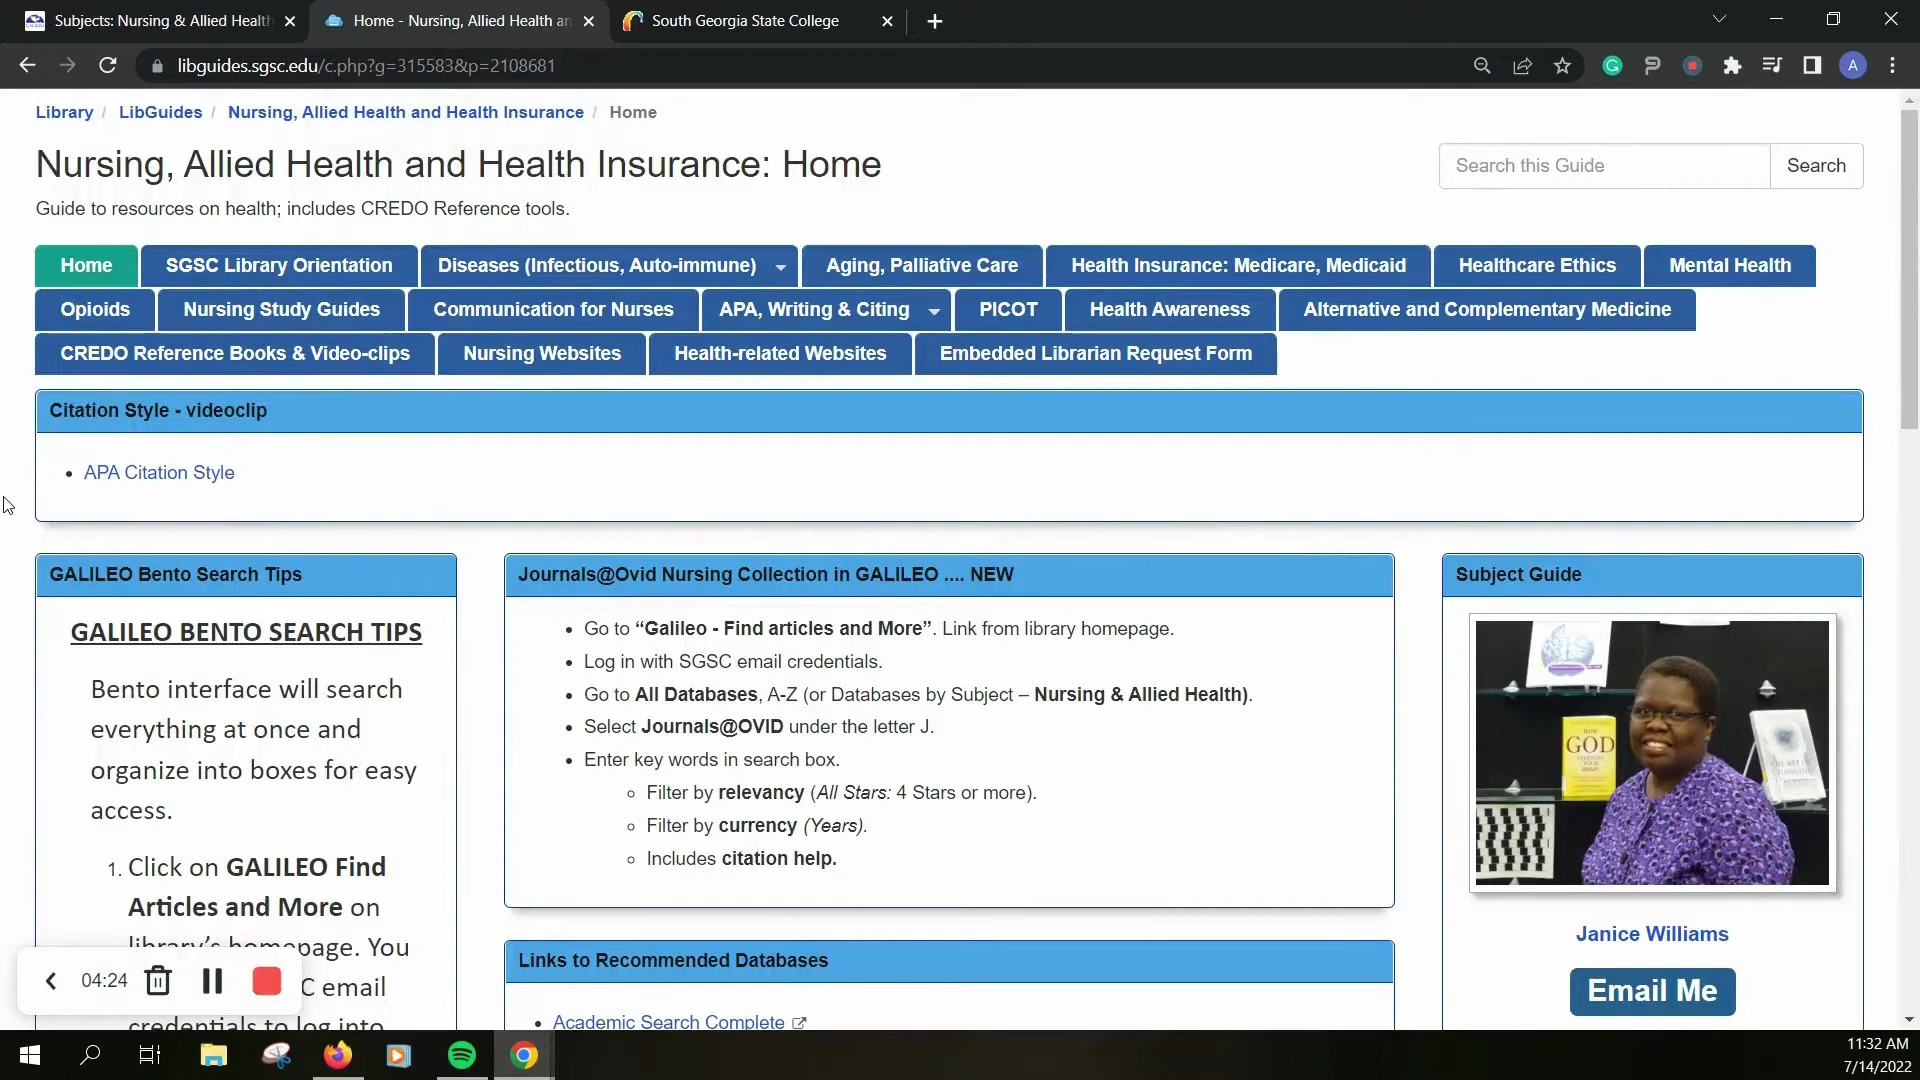 Subjects: Nursing & Allied Health
Home - Nursing, Allied Health an
South Georgia State College
libguides.sgsc.edu/c.php?g=315583&p=2108681
A
Library / LibGuides / Nursing, Allied Health and Health Insurance / Home
Nursing, Allied Health and Health Insurance: Home
Search this Guide
Search
Guide to resources on health; includes CREDO Reference tools.
Home
SGSC Library Orientation
Diseases (Infectious, Auto-immune)
Aging, Palliative Care
Health Insurance: Medicare, Medicaid
Healthcare Ethics
Mental Health
Opioids
Nursing Study Guides
Communication for Nurses
APA, Writing & Citing
PICOT
Health Awareness
Alternative and Complementary Medicine
CREDO Reference Books & Video-clips
Nursing Websites
Health-related Websites
Embedded Librarian Request Form
Citation Style - videoclip
APA Citation Style
GALILEO Bento Search Tips
GALILEO BENTO SEARCH TIPS
Bento interface will search
everything at once and
organize into boxes for easy
access.
1. Click on GALILEO Find
Articles and More on
library's homepage. You
C email
credentials to log into
04:24
Journals@Ovid Nursing Collection in GALILEO .... NEW
Go to “Galileo - Find articles and More”. Link from library homepage.
Log in with SGSC email credentials.
Go to All Databases, A-Z (or Databases by Subject – Nursing & Allied Health).
Select Journals@OVID under the letter J.
Enter key words in search box.
Filter by relevancy (All Stars: 4 Stars or more).
Filter by currency (Years).
Includes citation help.
Links to Recommended Databases
Academic Search Complete
Subject Guide
GOD
Janice Williams
Email Me
11:32 AM
7/14/2022